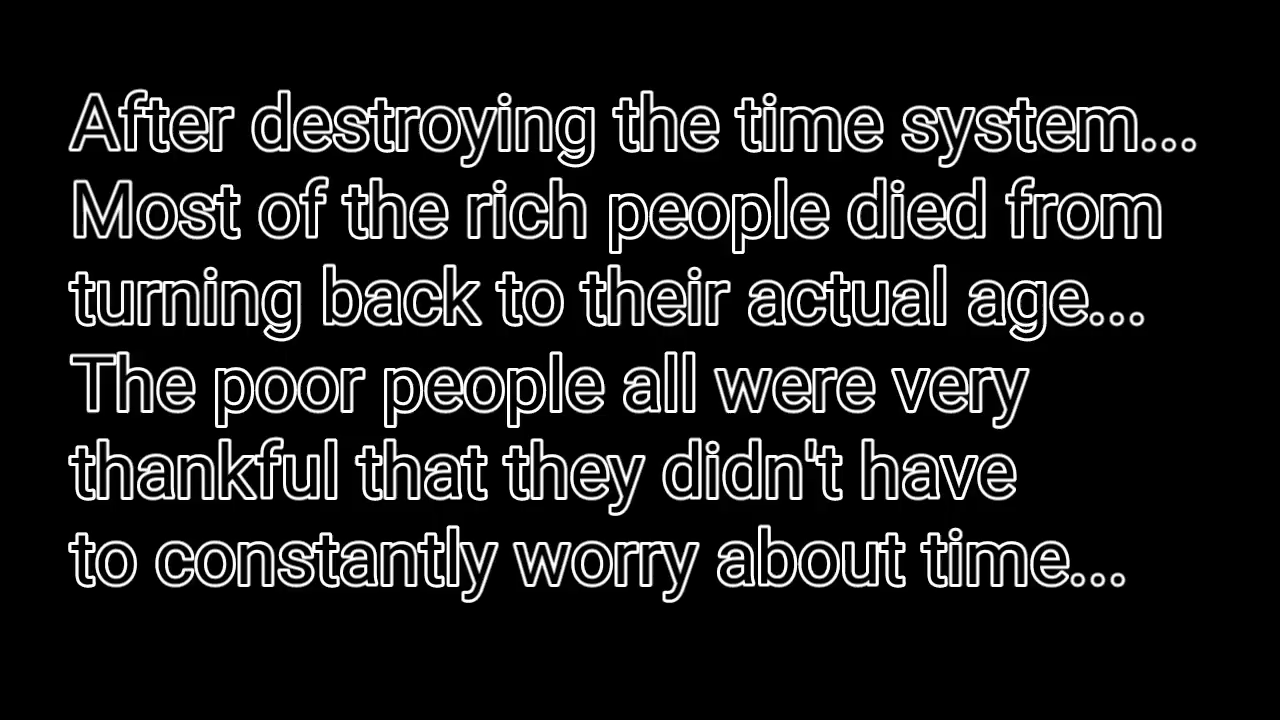 After destroying the time system...
Most of the rich people died from
turning back to their actual age...
The poor people all were very
thankful that they didn't have
to constantly worry about time...